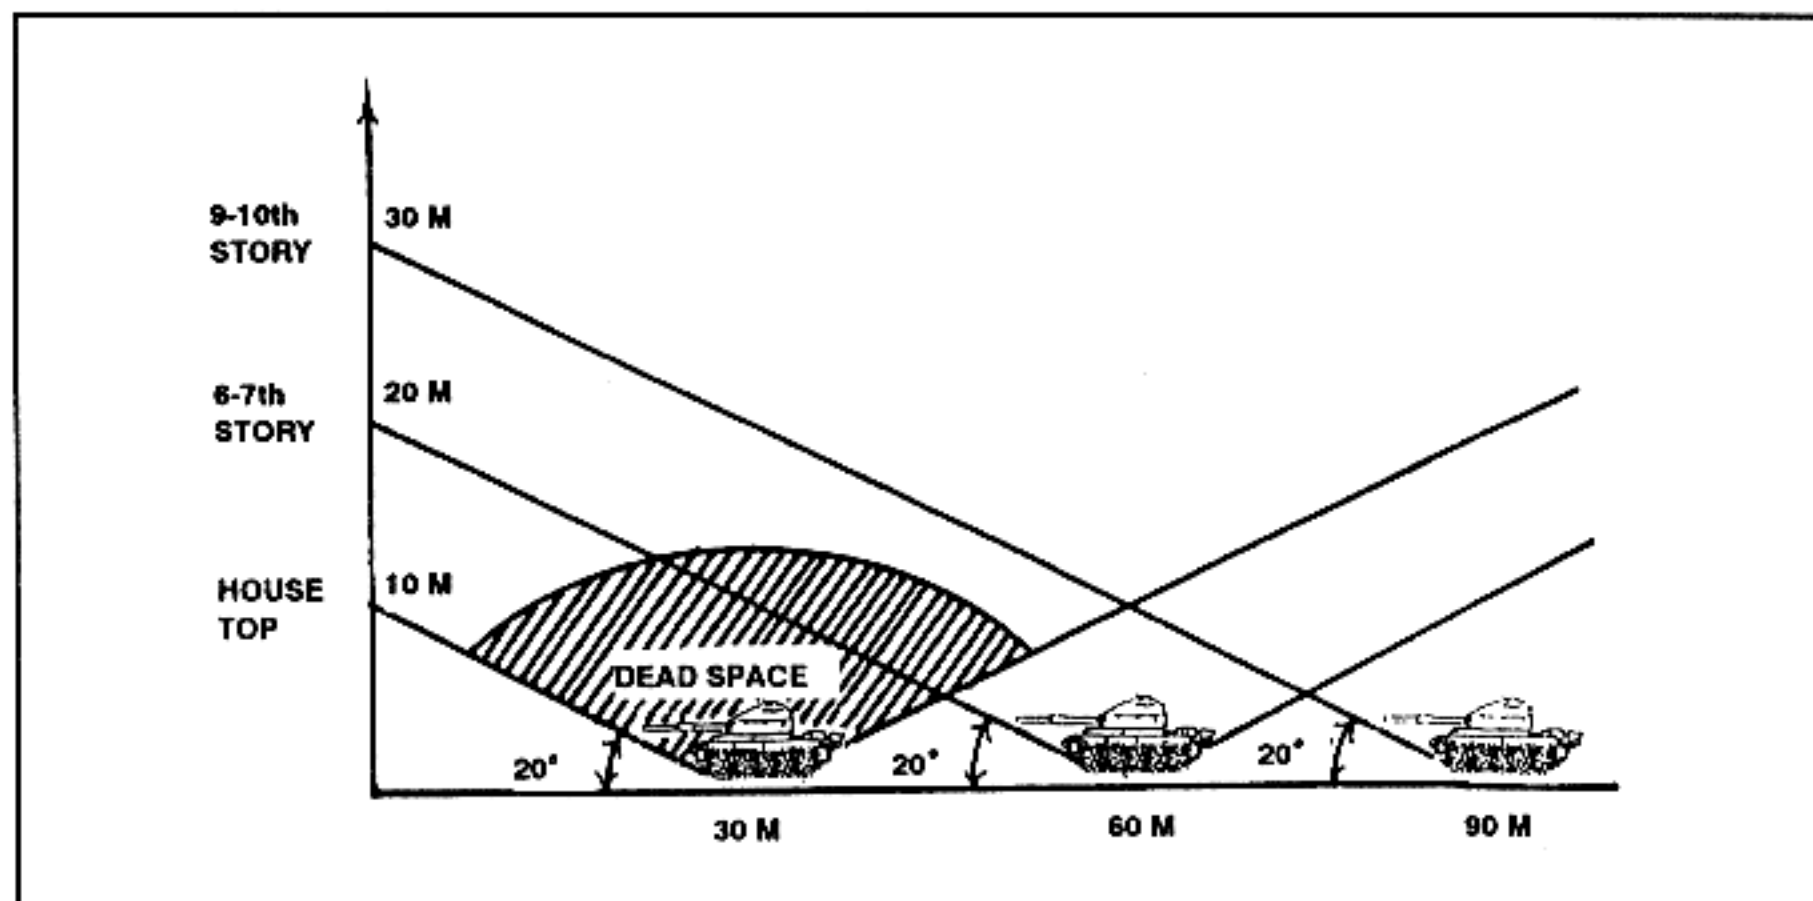 9-10th
STORY
30 M
6-7th
STORY
20 M
HOUSE
TOP
10 M
DEAD SPACE
20°
20°
20°
30 M
60 M
90 M